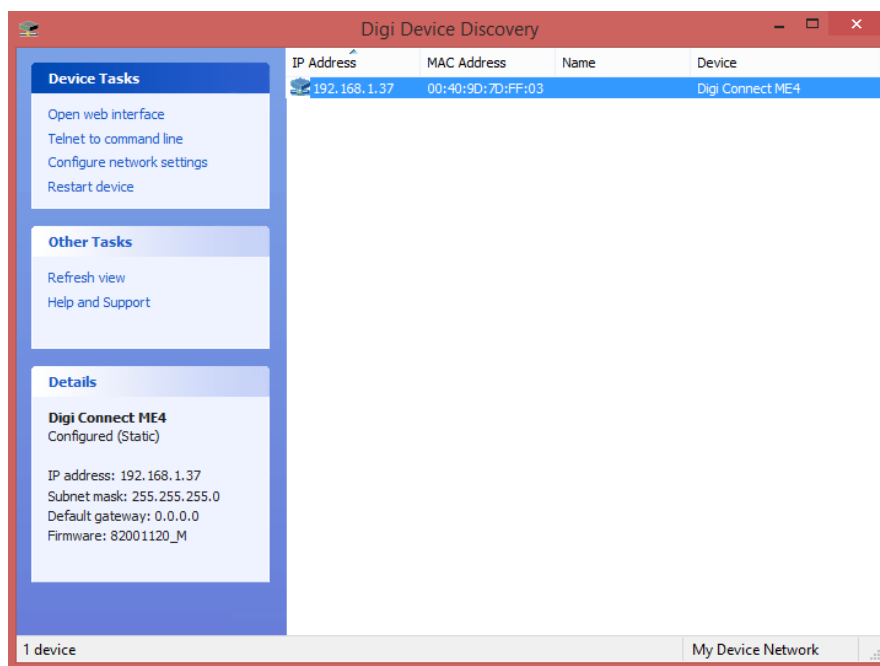 Digi Device Discovery
Device Tasks
Open web interface
Telnet to command line
Configure network settings
Restart device
Other Tasks
Refresh view
Help and Support
Details
Digi Connect ME4
Configured (Static)
IP address: 192.168.1.37
Subnet mask: 255.255.255.0
Default gateway: 0.0.0.0
Firmware: 82001120_M
IP Address MAC Address Name Device
192.168.1.37 00:40:9D:7D:FF:03 Digi Connect ME4
1 device My Device Network